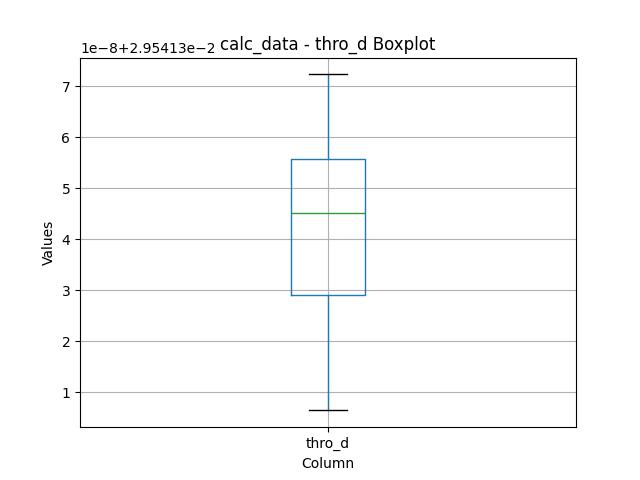 1e−8+2.95413e−2
calc_data - thro_d Boxplot
7
6
5
4
3
2
1
Values
thro_d
Column